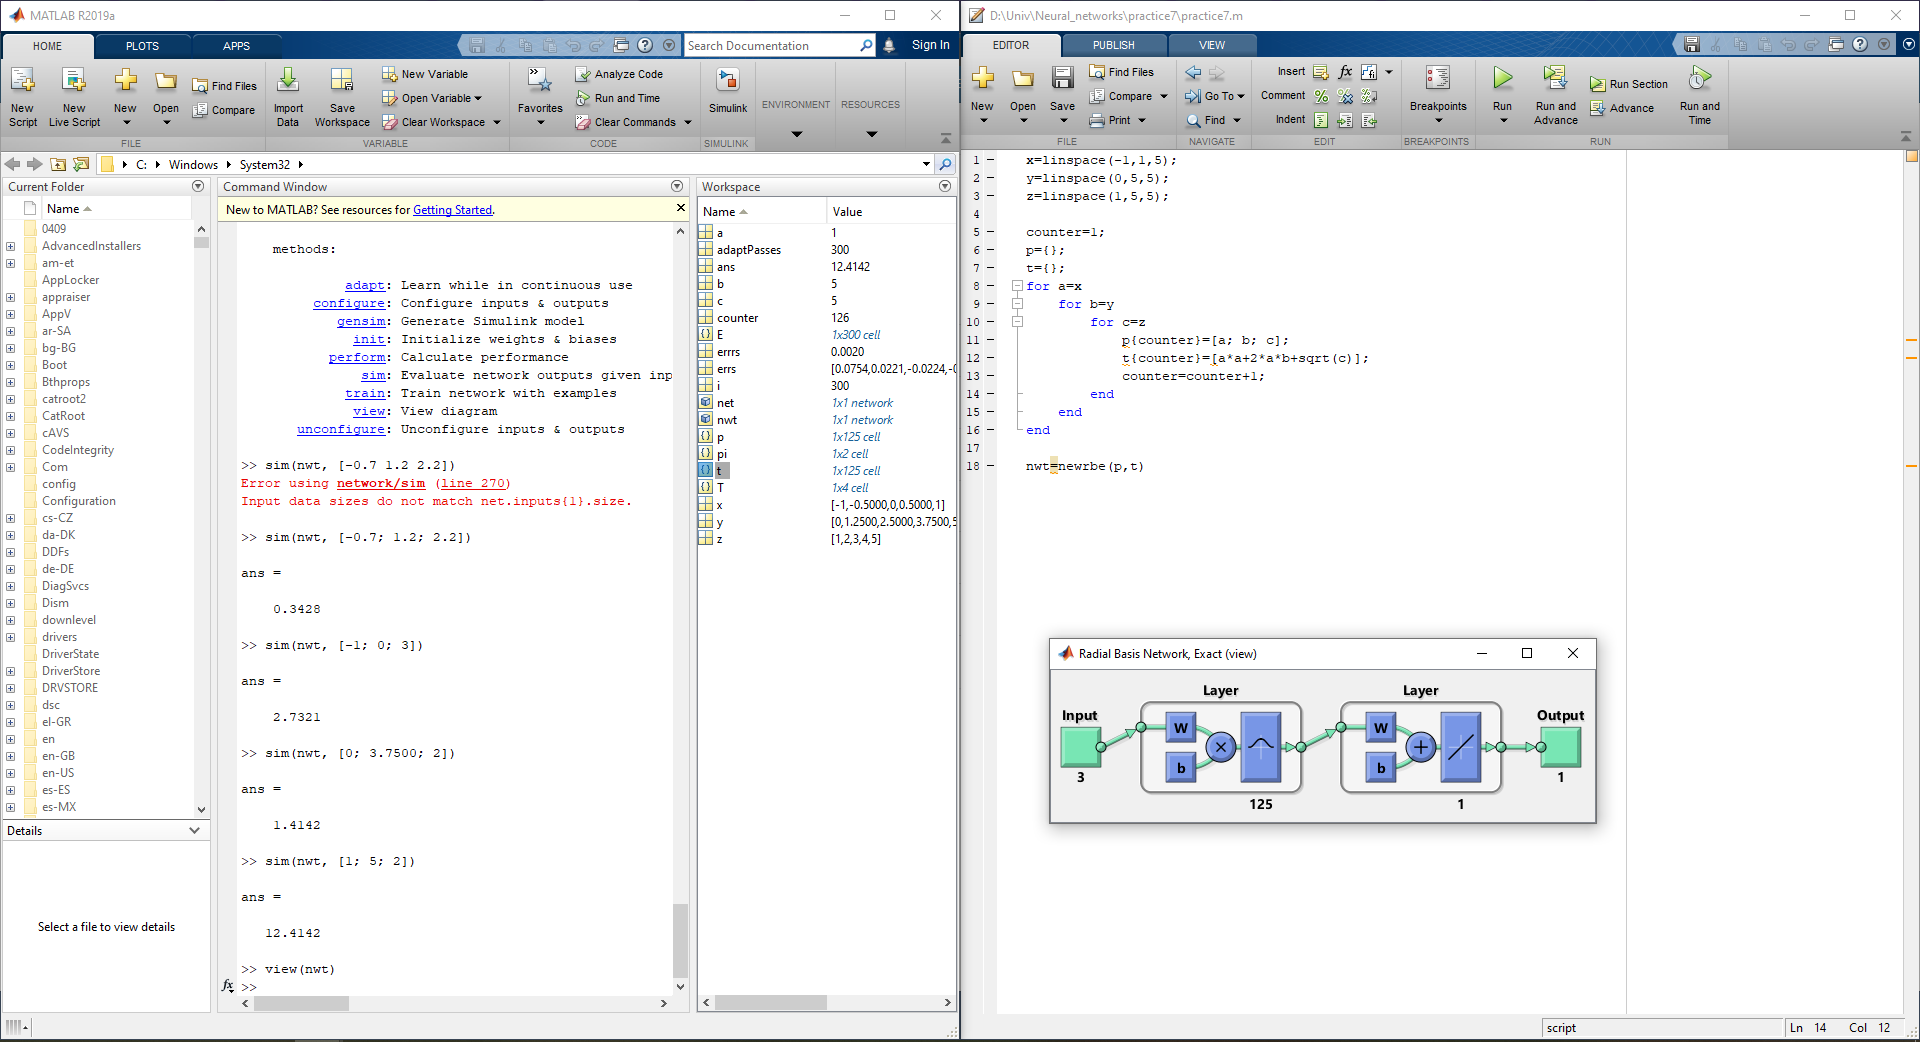 MATLAB R2019a
HOME
PLOTS
APPS
Search Documentation
Sign In
New Script
New Live Script
New
Open
Find Files
Compare
Import Data
Save Workspace
New Variable
Open Variable
Clear Workspace
Favorites
Analyze Code
Run and Time
Clear Commands
Simulink
ENVIRONMENT
RESOURCES
FILE
VARIABLE
CODE
SIMULINK
C: Windows System32
Current Folder
Name
0409
AdvancedInstallers
am-et
AppLocker
appraiser
AppV
ar-SA
bg-BG
Boot
Bthprops
catroot2
CatRoot
cAVS
CodeIntegrity
Com
config
Configuration
cs-CZ
da-DK
DDFs
de-DE
DiagSvcs
Dism
downlevel
drivers
DriverState
DriverStore
DRVSTORE
dsc
el-GR
en
en-GB
en-US
es-ES
es-MX
Details
Select a file to view details
Command Window
New to MATLAB? See resources for Getting Started.
methods:
adapt: Learn while in continuous use
configure: Configure inputs & outputs
gensim: Generate Simulink model
init: Initialize weights & biases
perform: Calculate performance
sim: Evaluate network outputs given inp
train: Train network with examples
view: View diagram
unconfigure: Unconfigure inputs & outputs
>> sim(nwt, [-0.7 1.2 2.2])
Error using network/sim (line 270)
Input data sizes do not match net.inputs{1}.size.
>> sim(nwt, [-0.7; 1.2; 2.2])
ans =
0.3428
>> sim(nwt, [-1; 0; 3])
ans =
2.7321
>> sim(nwt, [0; 3.7500; 2])
ans =
1.4142
>> sim(nwt, [1; 5; 2])
ans =
12.4142
>> view(nwt)
fx >>
Workspace
Name Value
a 1
adaptPasses 300
ans 12.4142
b 5
c 5
counter 126
E 1x300 cell
errrs 0.0020
errs [0.0754,0.0221,-0.0224,-0
i 300
net 1x1 network
nwt 1x1 network
p 1x125 cell
pi 1x2 cell
t 1x125 cell
T 1x4 cell
x [-1,-0.5000,0,0.5000,1]
y [0,1.2500,2.5000,3.7500,5
z [1,2,3,4,5]
D:\Univ\Neural_networks\practice7\practice7.m
EDITOR
PUBLISH
VIEW
New
Open
Save
Find Files
Compare
Print
Go To
Find
Insert fx
Comment
Indent
Breakpoints
Run
Run and Advance
Run Section
Advance
Run and Time
FILE
NAVIGATE
EDIT
BREAKPOINTS
RUN
1 x=linspace(-1,1,5);
2 y=linspace(0,5,5);
3 z=linspace(1,5,5);
4
5 counter=1;
6 p={};
7 t={};
8 for a=x
9 for b=y
10 for c=z
11 p{counter}=[a; b; c];
12 t{counter}=[a*a+2*a*b+sqrt(c)];
13 counter=counter+1;
14 end
15 end
16 end
17
18 nwt=newrbe(p,t)
Radial Basis Network, Exact (view)
Layer
Layer
Input
Output
W
W
b
b
3
125
1
1
script
Ln 14 Col 12